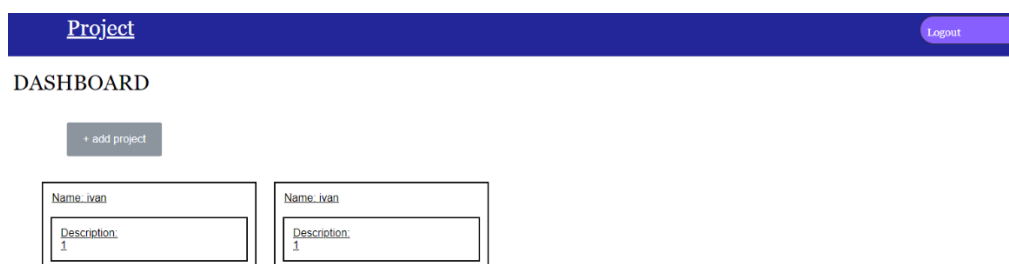 Project
Logout
DASHBOARD
+ add project
Name: ivan
Description:
1
Name: ivan
Description:
1